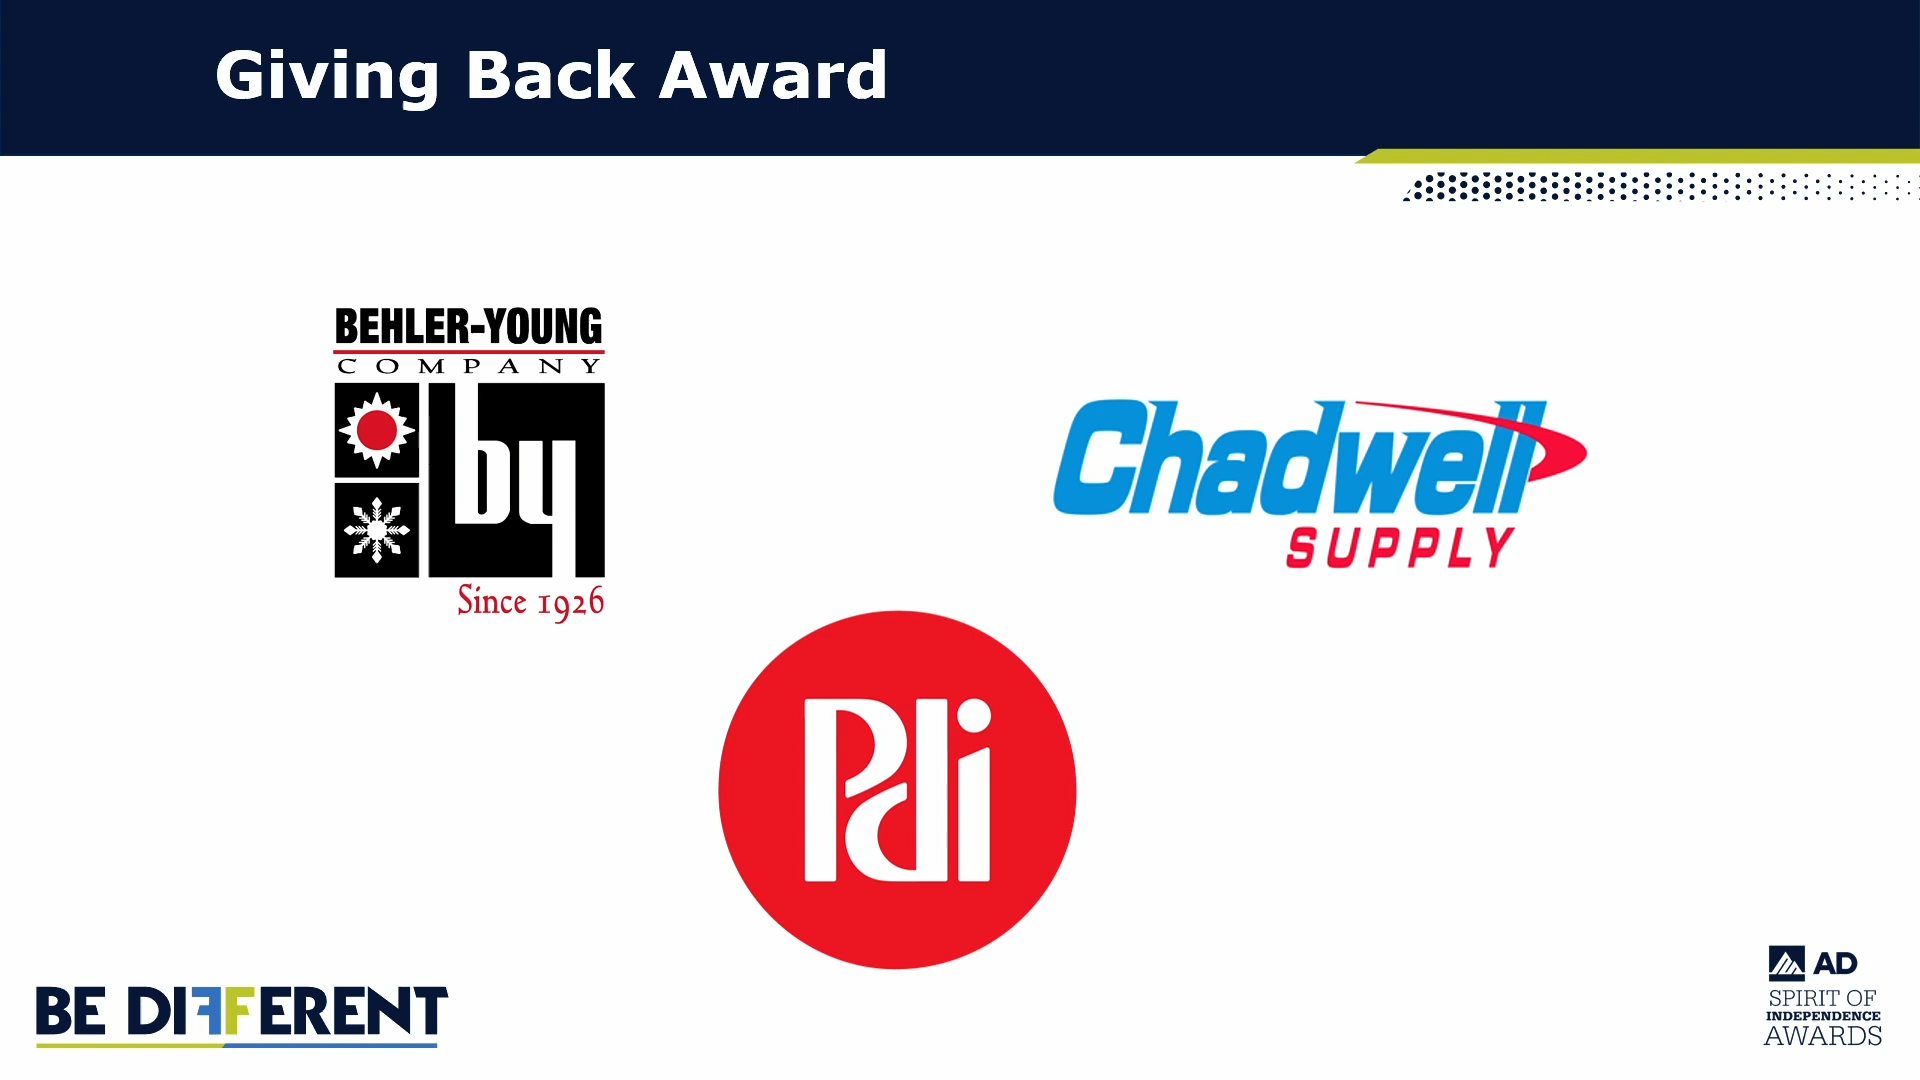 Giving Back Award
BEHLER-YOUNG
COMPANY
by
Since 1926
Chadwell
SUPPLY
Pdi
BE DIFFERENT
AD
SPIRIT OF
INDEPENDENCE
AWARDS